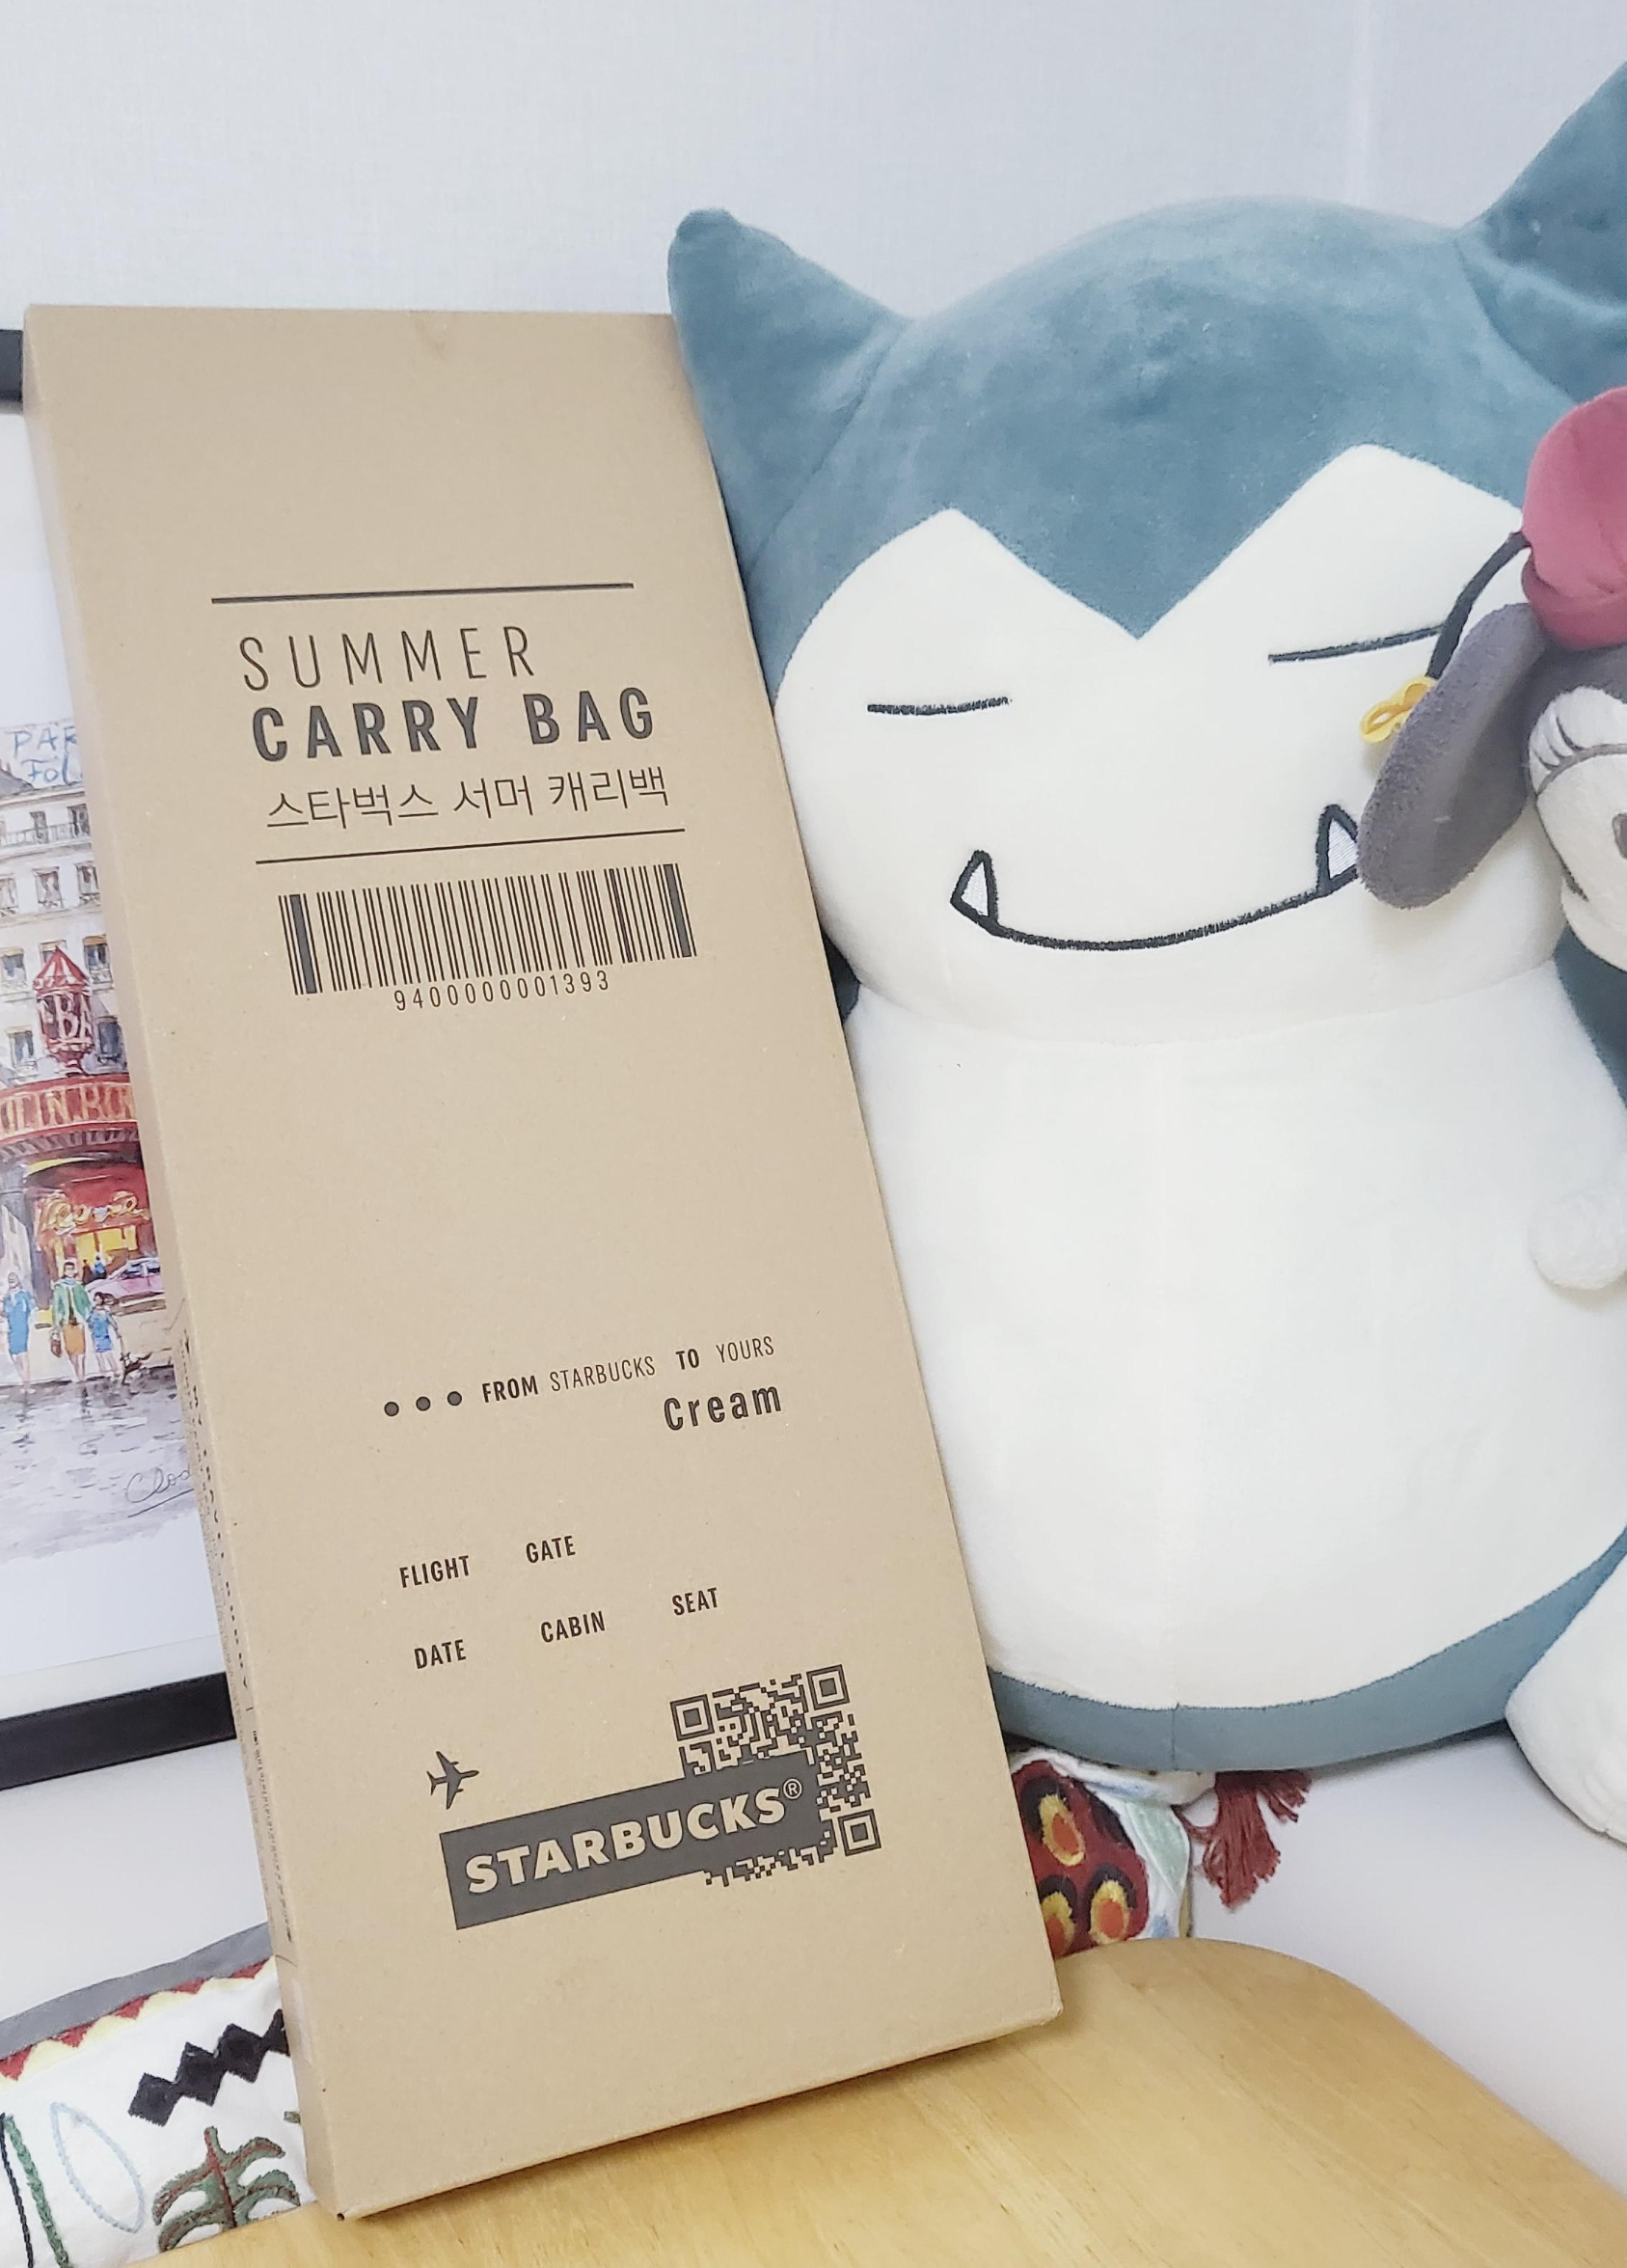 SUMMER
CARRY BAG
스타벅스 서머 캐리백
9400000001393
FROM STARBUCKS TO YOURS
Cream
FLIGHT GATE
DATE CABIN SEAT
STARBUCKS®